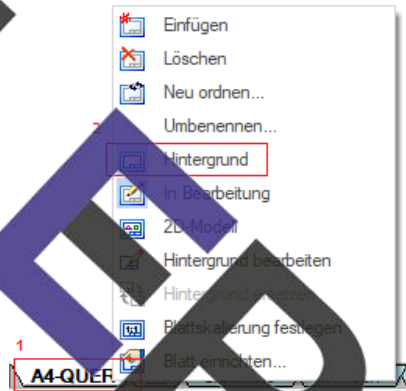 Einfügen
Löschen
Neu ordnen...
2
Umbenennen...
Hintergrund
In Bearbeitung
2D-Modell
Hintergrund bearbeiten
Hintergrund ersetzen
Blattskalierung festlegen
1
Blatt einrichten...
A4-QUER